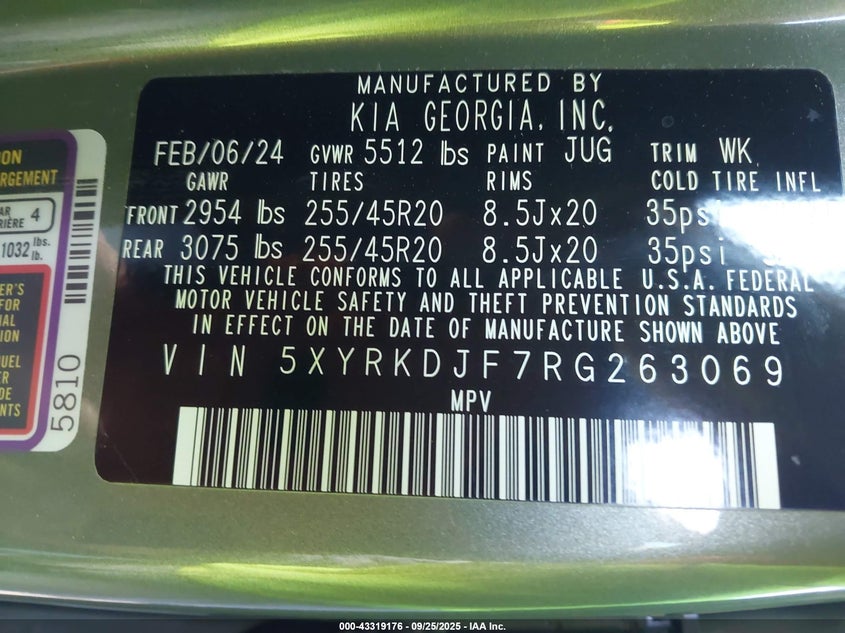 MANUFACTURED BY
KIA GEORGIA, INC.
FEB/06/24 GVWR 5512 lbs PAINT JUG TRIM WK
GAWR TIRES RIMS COLD TIRE INFL
FRONT 2954 lbs 255/45R20 8.5Jx20 35psi
REAR 3075 lbs 255/45R20 8.5Jx20 35psi
THIS VEHICLE CONFORMS TO ALL APPLICABLE U.S.A. FEDERAL
MOTOR VEHICLE SAFETY AND THEFT PREVENTION STANDARDS
IN EFFECT ON THE DATE OF MANUFACTURE SHOWN ABOVE
VIN 5XYRKDJF7RG263069
MPV
4
1032 lbs.
lb.
5810
000-43319176 - 09/25/2025 - IAA Inc.